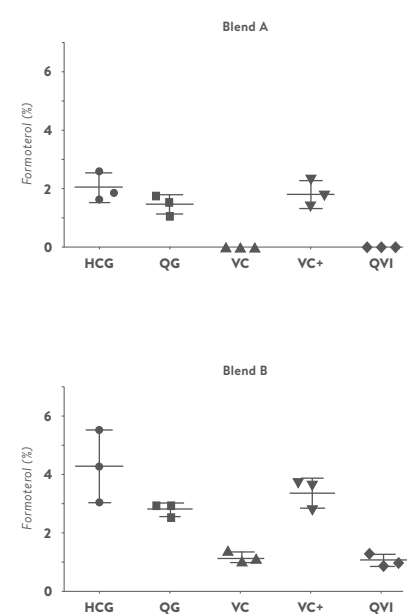 Blend A
Formoterol (%)
6
4
2
0
HCG QG VC VC+ QVI
Blend B
Formoterol (%)
6
4
2
0
HCG QG VC VC+ QVI